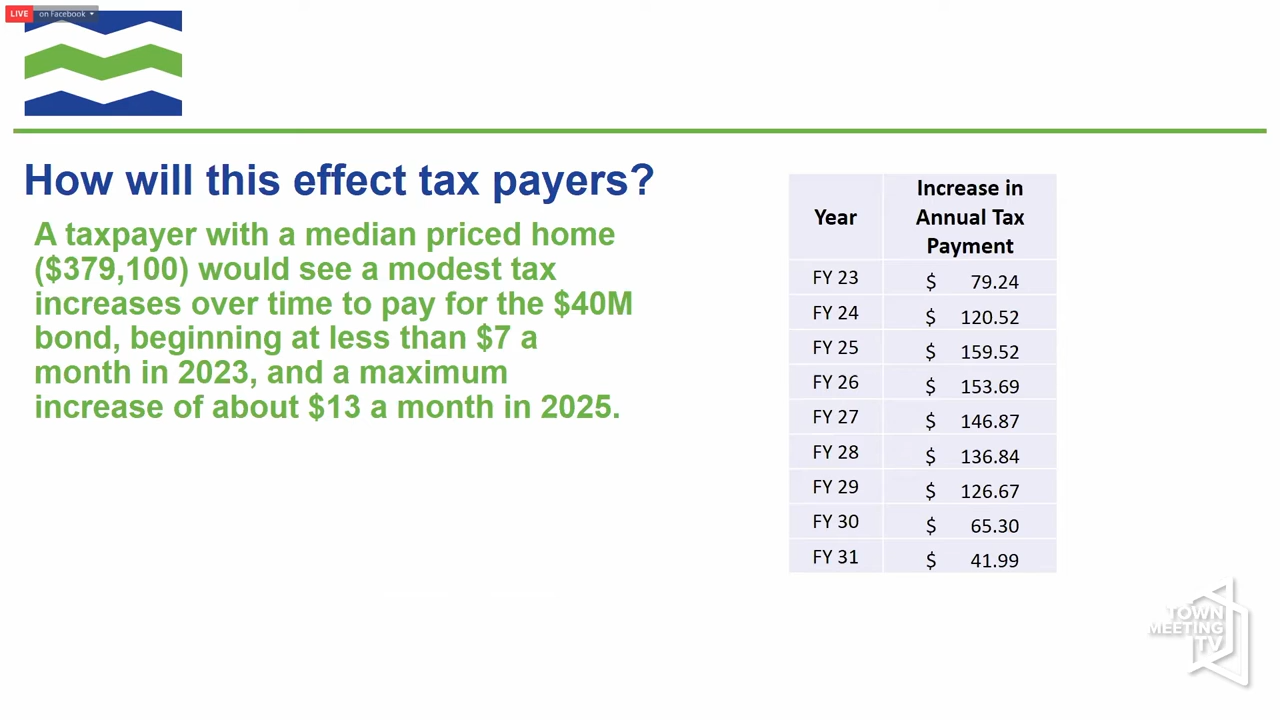 LIVE on Facebook
How will this effect tax payers?
A taxpayer with a median priced home
($379,100) would see a modest tax
increases over time to pay for the $40M
bond, beginning at less than $7 a
month in 2023, and a maximum
increase of about $13 a month in 2025.
Year Increase in
Annual Tax
Payment
FY 23 $ 79.24
FY 24 $ 120.52
FY 25 $ 159.52
FY 26 $ 153.69
FY 27 $ 146.87
FY 28 $ 136.84
FY 29 $ 126.67
FY 30 $ 65.30
FY 31 $ 41.99
TOWN
MEETING
TV